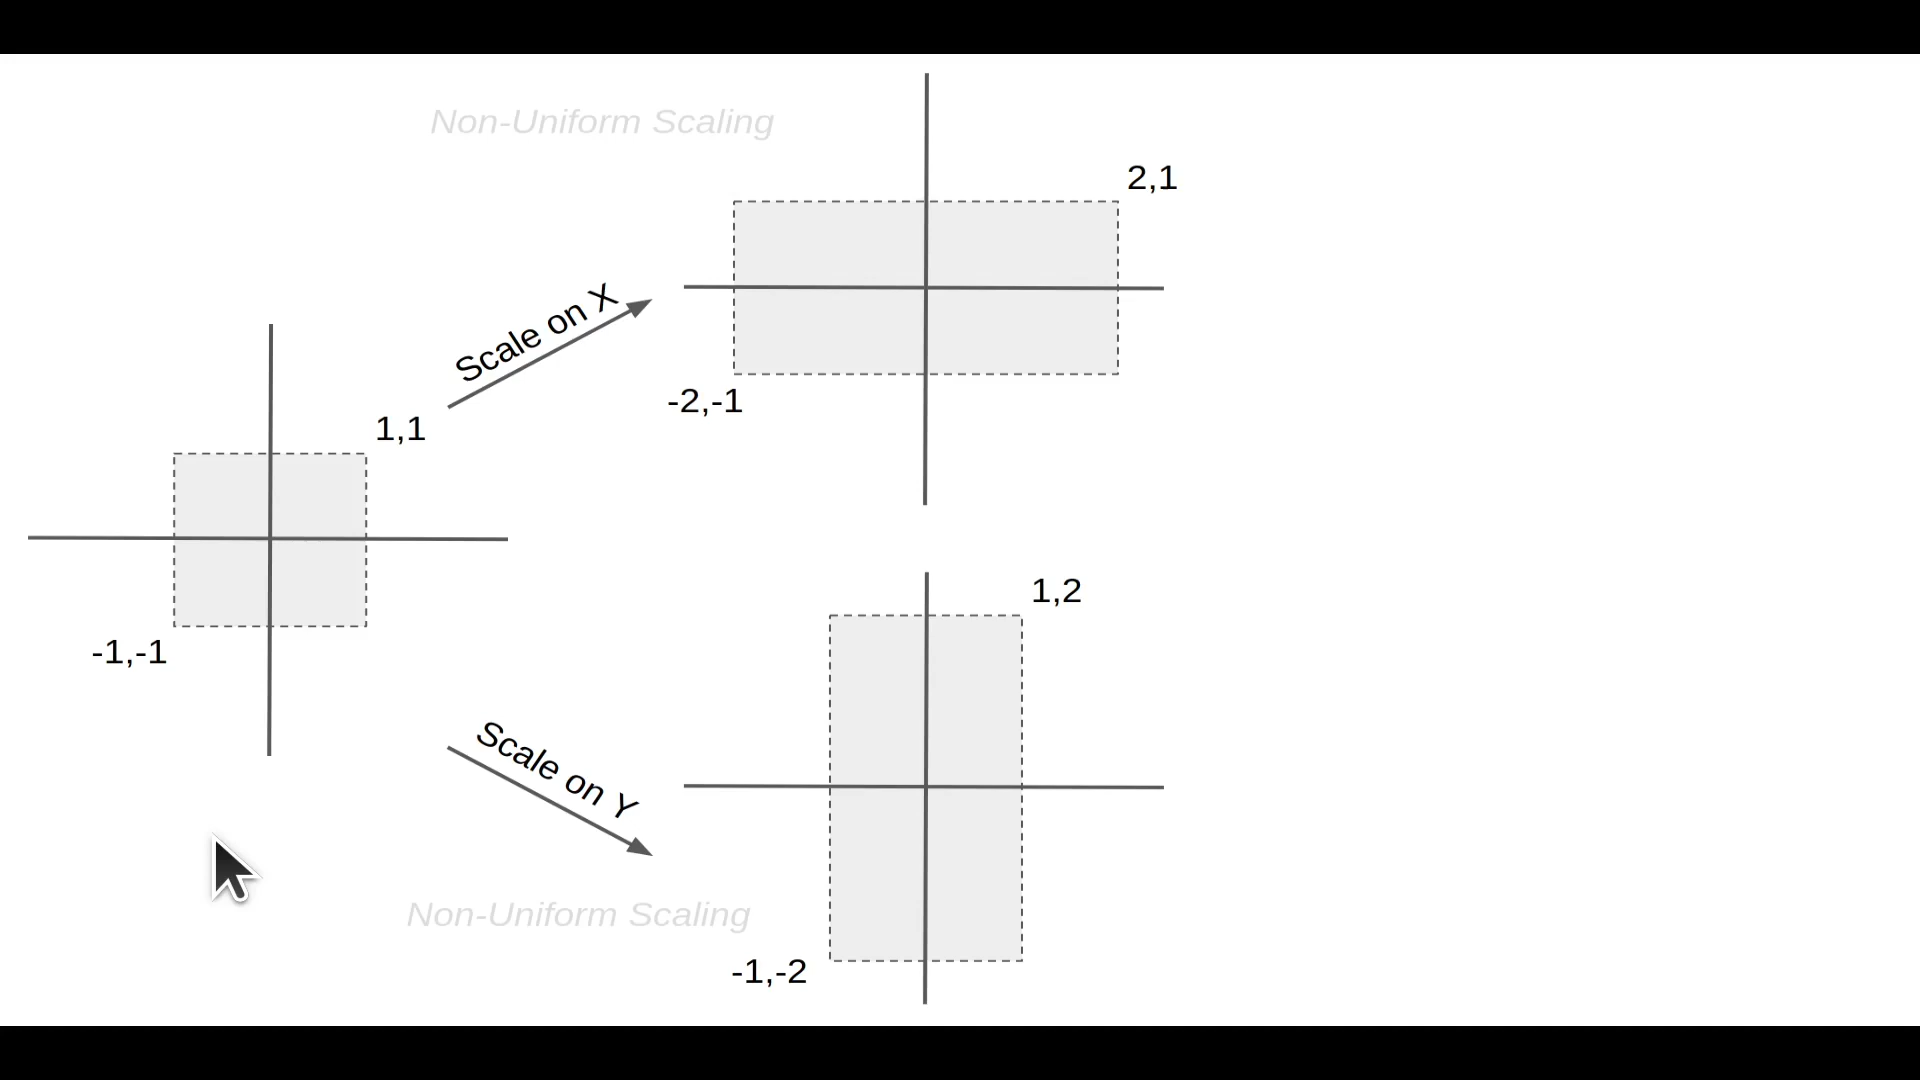 Non-Uniform Scaling
2,1
Scale on X
-2,-1
1,1
-1,-1
1,2
Scale on Y
Non-Uniform Scaling
-1,-2